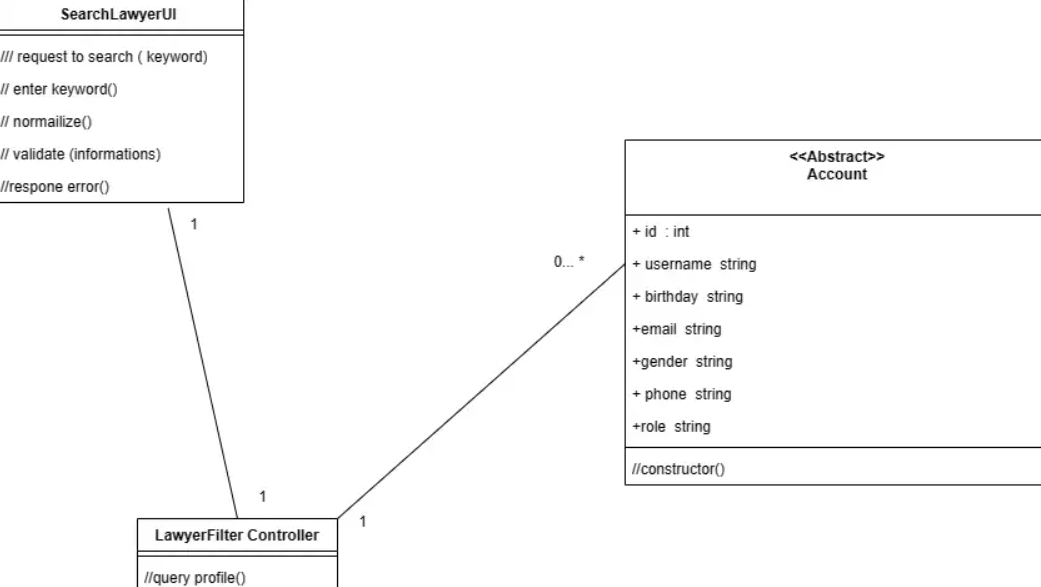 SearchLawyerUI
/// request to search ( keyword)
// enter keyword()
// normailize()
// validate (informations)
//respone error()
1
<<Abstract>>
Account
+ id : int
0... *
+ username string
+ birthday string
+email string
+gender string
+ phone string
+role string
//constructor()
1
1
LawyerFilter Controller
//query profile()